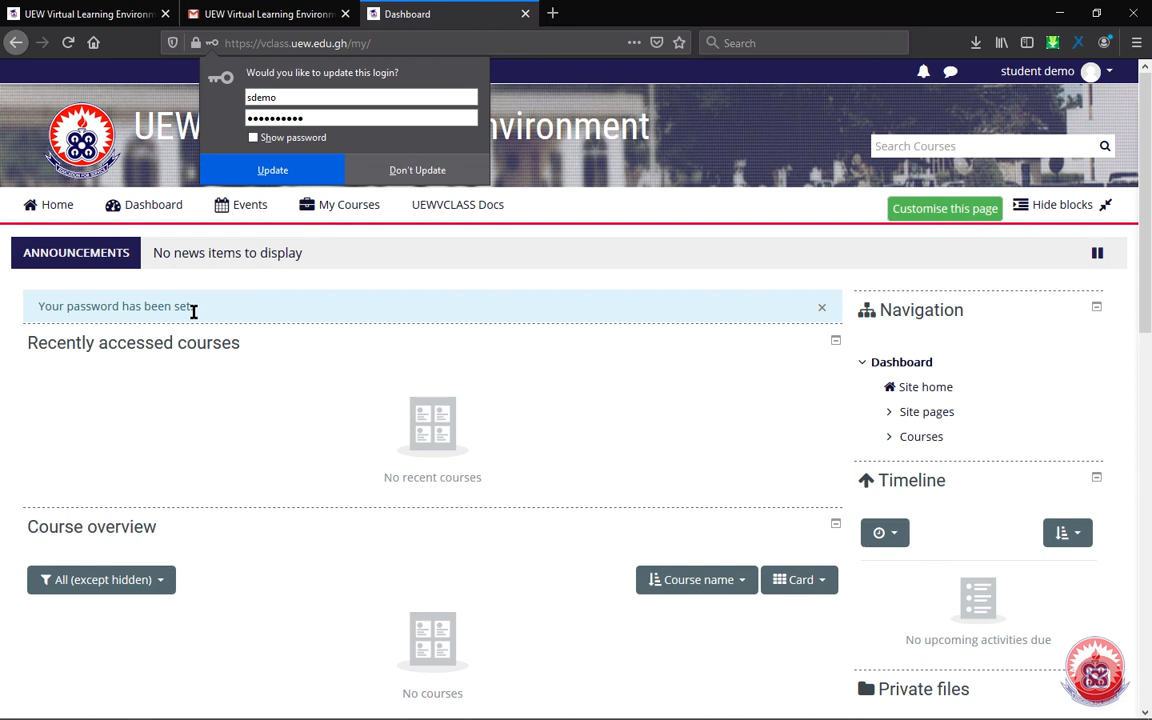 UEW Virtual Learning Environm
UEW Virtual Learning Environm
Dashboard
https://vclass.uew.edu.gh/my/
Search
Would you like to update this login?
sdemo
••••••••••
Show password
Update
Don't Update
student demo
UEW
nvironment
Search Courses
Home
Dashboard
Events
My Courses
UEWVCLASS Docs
Customise this page
Hide blocks
ANNOUNCEMENTS
No news items to display
Your password has been set.
Recently accessed courses
No recent courses
Course overview
All (except hidden)
Course name
Card
No courses
Navigation
Dashboard
Site home
Site pages
Courses
Timeline
No upcoming activities due
Private files